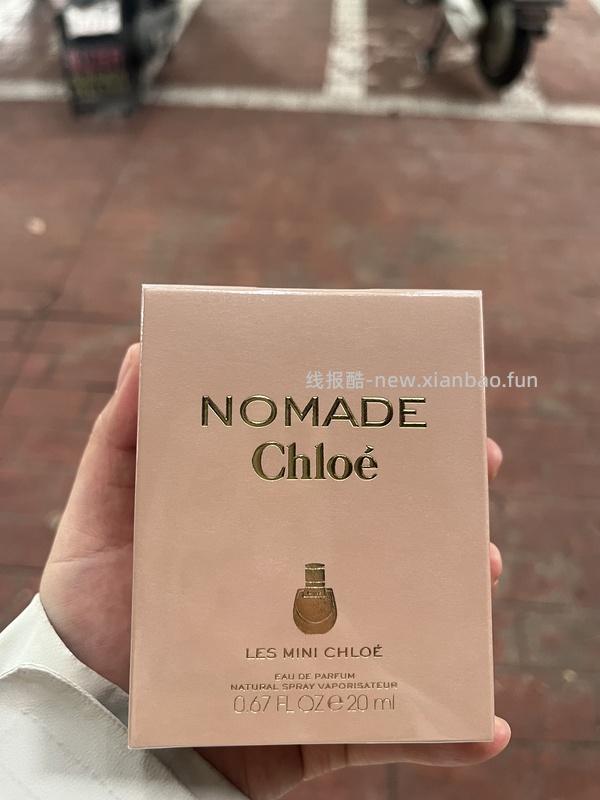 线报酷-new.xianbao.fun
NOMADE
Chloé
LES MINI CHLOÉ
EAU DE PARFUM
NATURAL SPRAY VAPORISATEUR
0.67 FL OZ ℮ 20 ml